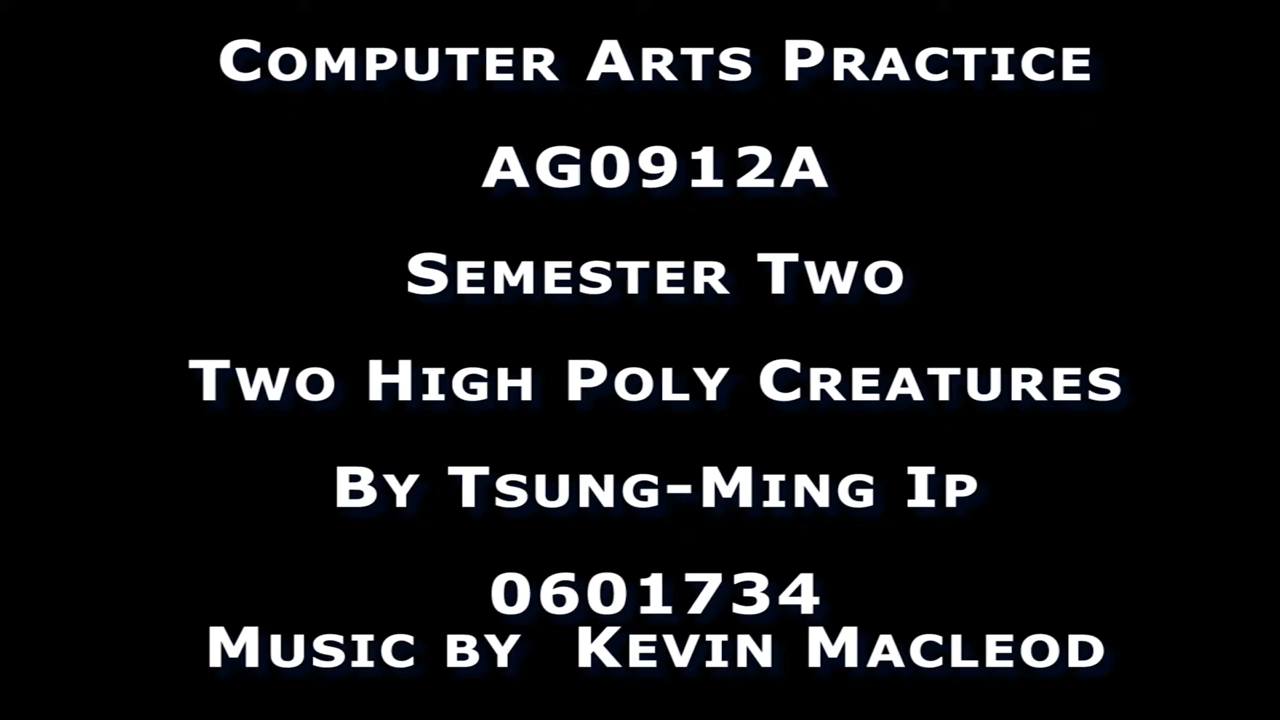 Computer Arts Practice
AG0912A
Semester Two
Two High Poly Creatures
By Tsung-Ming Ip
0601734
Music by Kevin Macleod